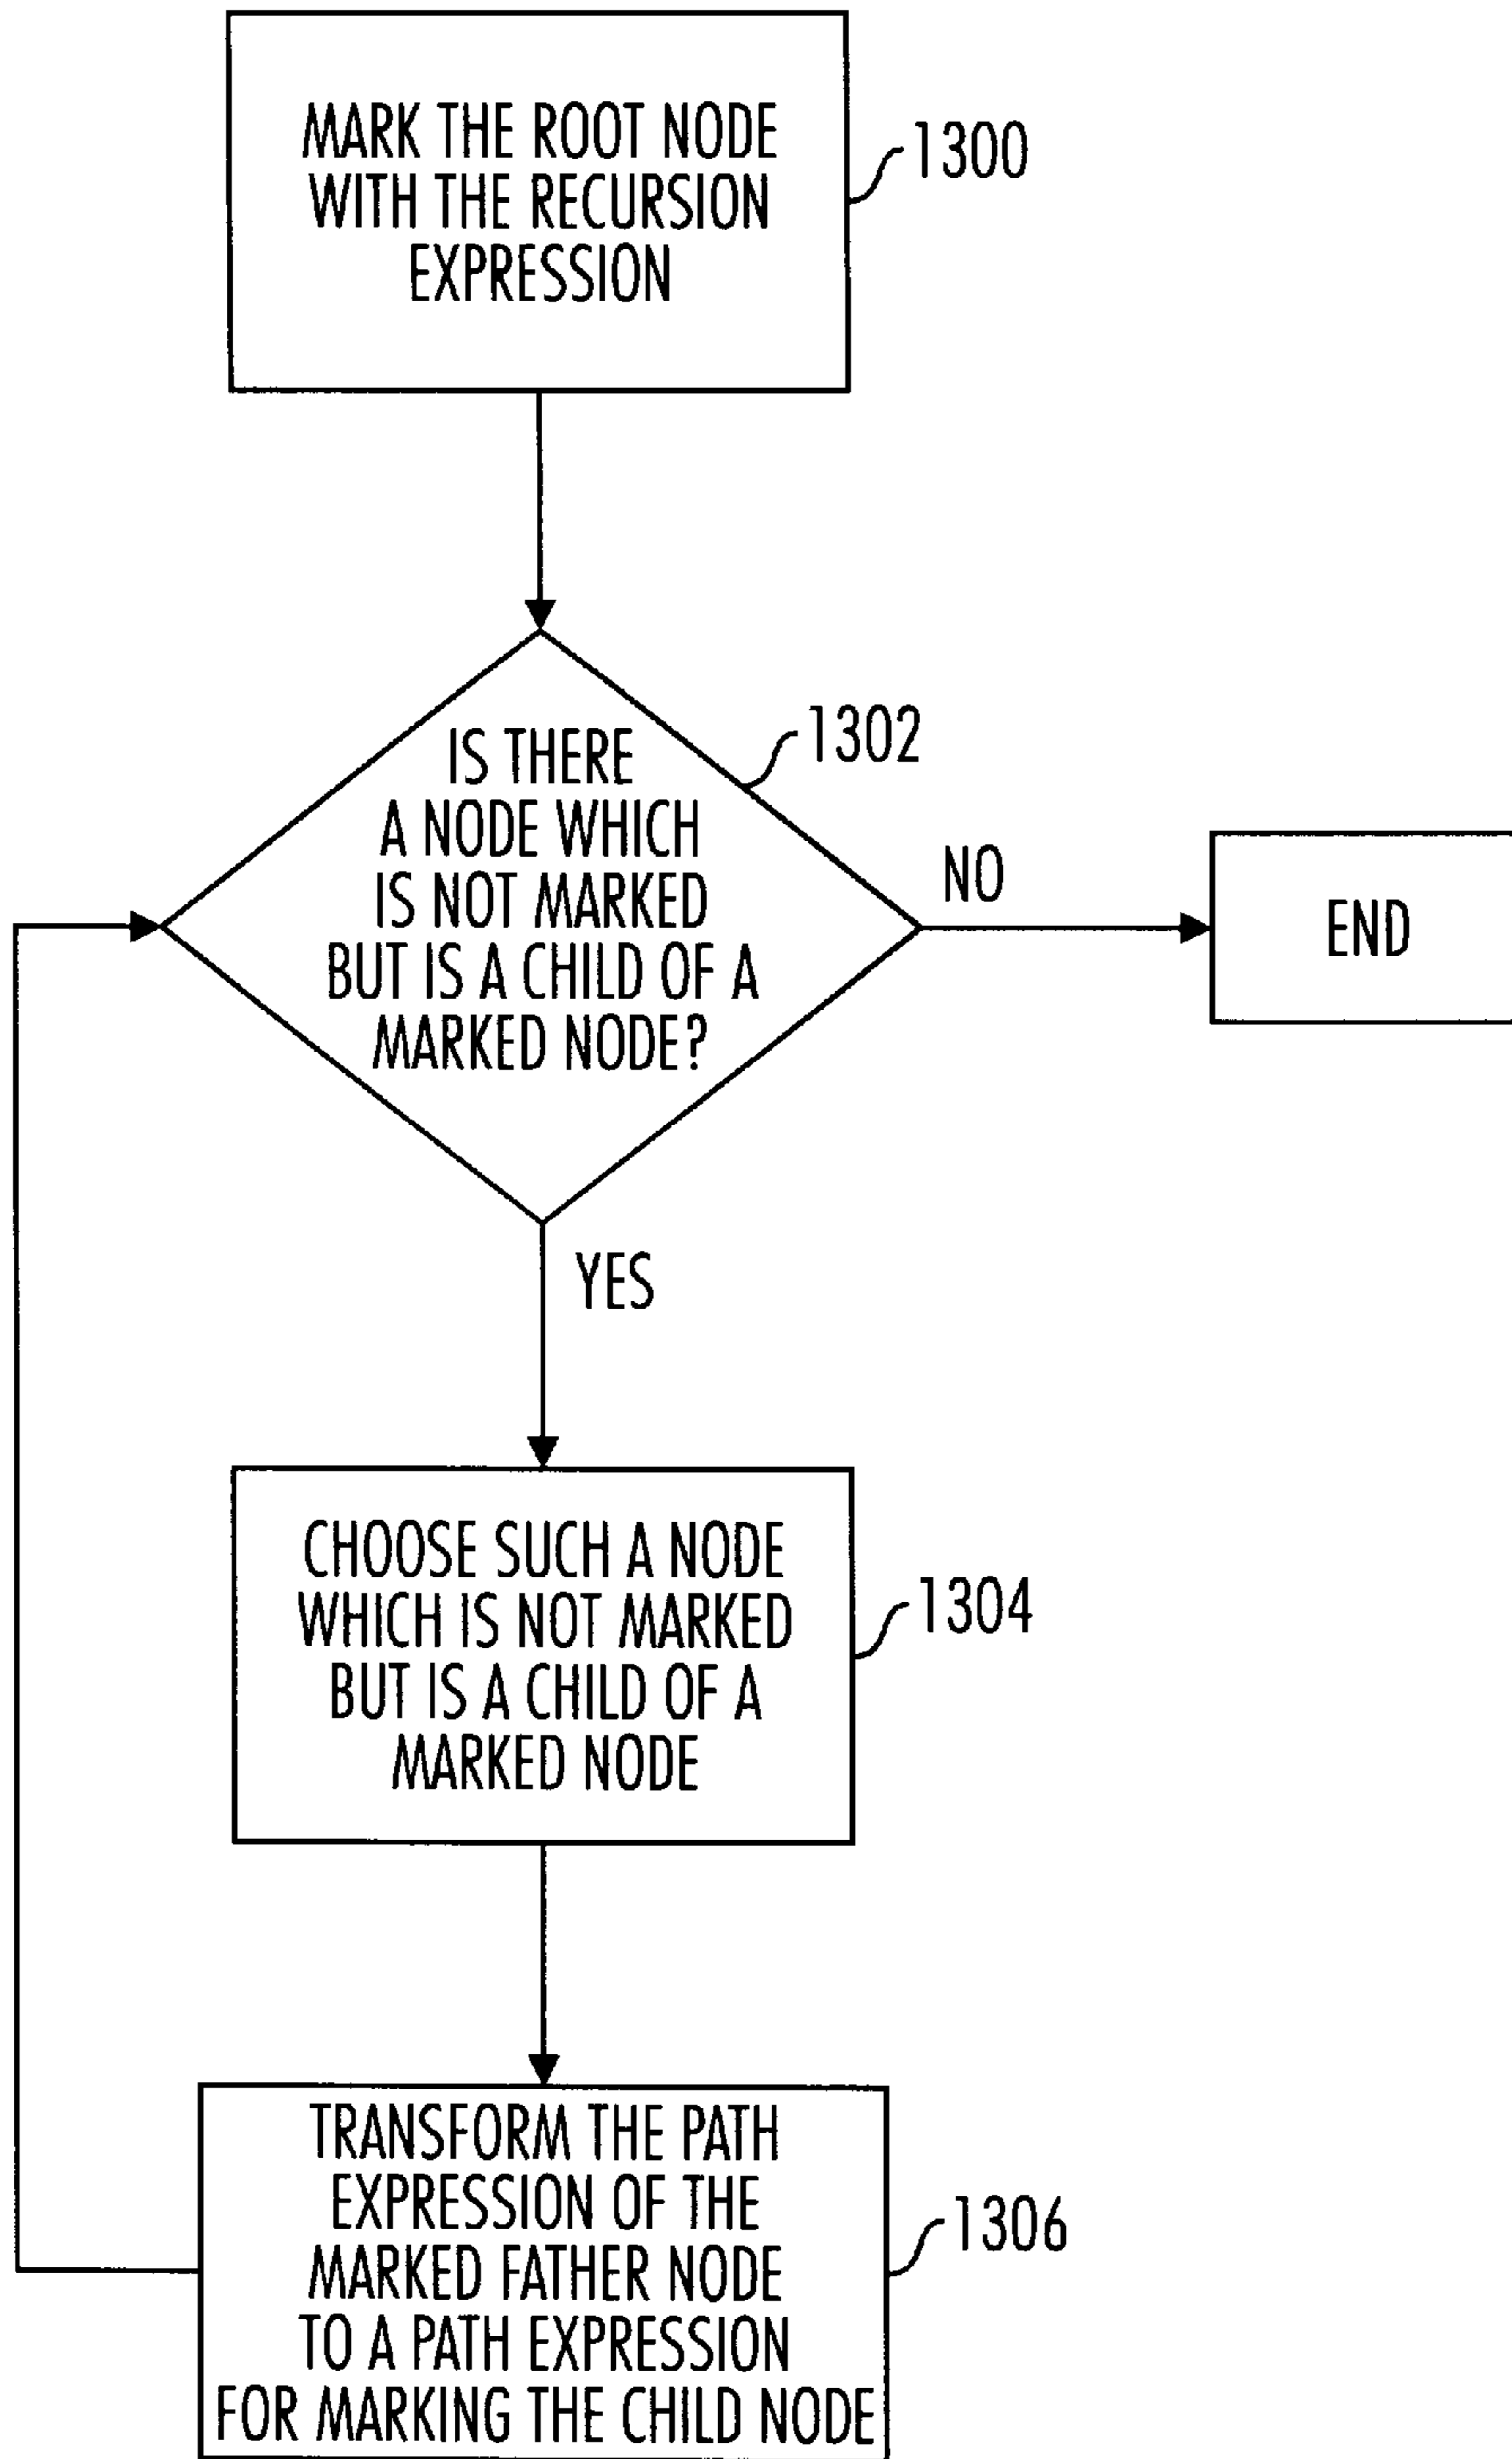 MARK THE ROOT NODE
WITH THE RECURSION
EXPRESSION
1300
IS THERE
A NODE WHICH
IS NOT MARKED
BUT IS A CHILD OF A
MARKED NODE?
1302
NO
END
YES
CHOOSE SUCH A NODE
WHICH IS NOT MARKED
BUT IS A CHILD OF A
MARKED NODE
1304
TRANSFORM THE PATH
EXPRESSION OF THE
MARKED FATHER NODE
TO A PATH EXPRESSION
FOR MARKING THE CHILD NODE
1306